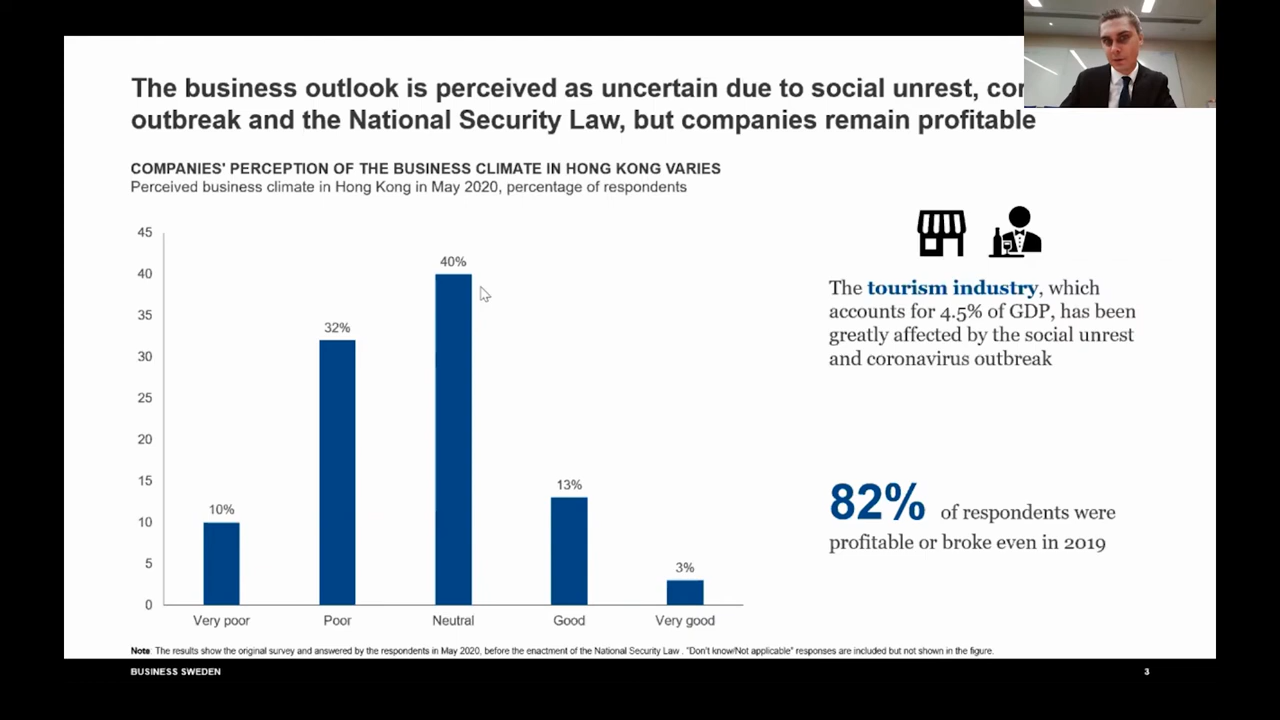 The business outlook is perceived as uncertain due to social unrest,
outbreak and the National Security Law, but companies remain profitable
COMPANIES' PERCEPTION OF THE BUSINESS CLIMATE IN HONG KONG VARIES
Perceived business climate in Hong Kong in May 2020, percentage of respondents
45
40
35
30
25
20
15
10
5
0
10%
32%
40%
13%
3%
Very poor
Poor
Neutral
Good
Very good
The tourism industry, which
accounts for 4.5% of GDP, has been
greatly affected by the social unrest
and coronavirus outbreak
82% of respondents were
profitable or broke even in 2019
Note: The results show the original survey and answered by the respondents in May 2020, before the enactment of the National Security Law . "Don't know/Not applicable" responses are included but not shown in the figure.
BUSINESS SWEDEN
3